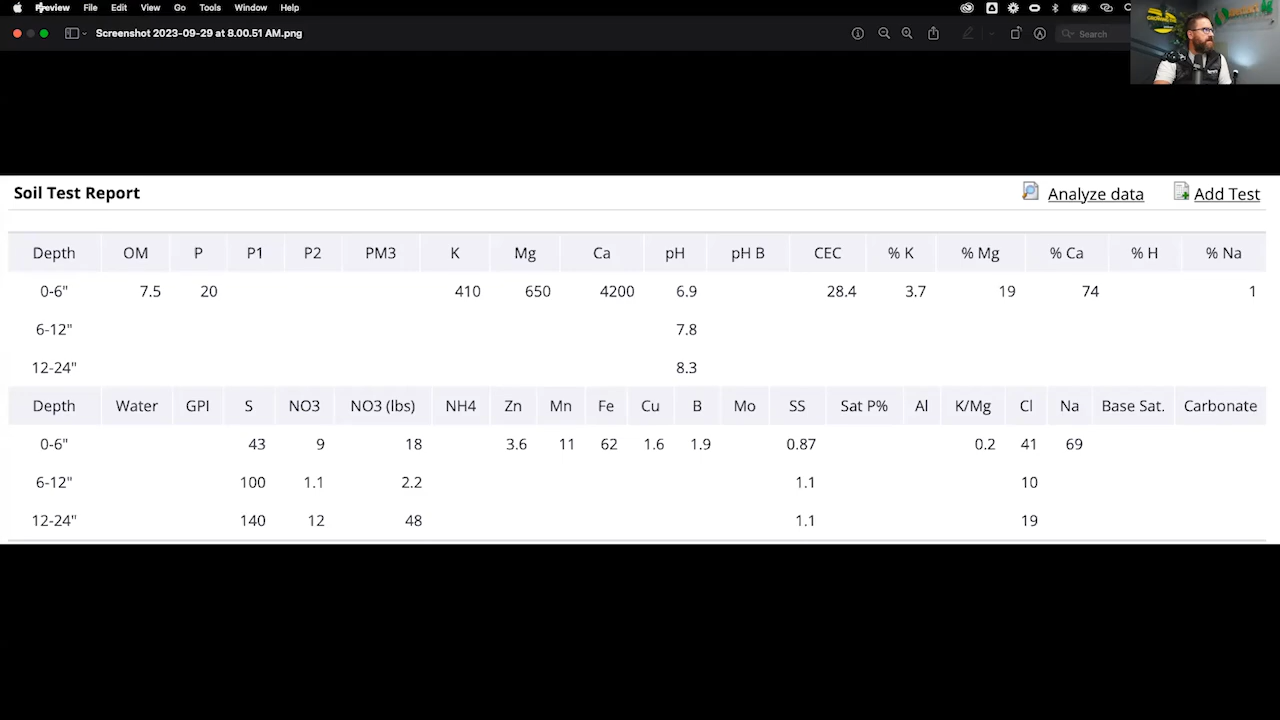 Preview File Edit View Go Tools Window Help
Screenshot 2023-09-29 at 8.00.51 AM.png
Search
Soil Test Report
Analyze data Add Test
Depth OM P P1 P2 PM3 K Mg Ca pH pH B CEC % K % Mg % Ca % H % Na
0-6" 7.5 20 410 650 4200 6.9 28.4 3.7 19 74 1
6-12" 7.8
12-24" 8.3
Depth Water GPI S NO3 NO3 (lbs) NH4 Zn Mn Fe Cu B Mo SS Sat P% Al K/Mg Cl Na Base Sat. Carbonate
0-6" 43 9 18 3.6 11 62 1.6 1.9 0.87 0.2 41 69
6-12" 100 1.1 2.2 1.1 10
12-24" 140 12 48 1.1 19